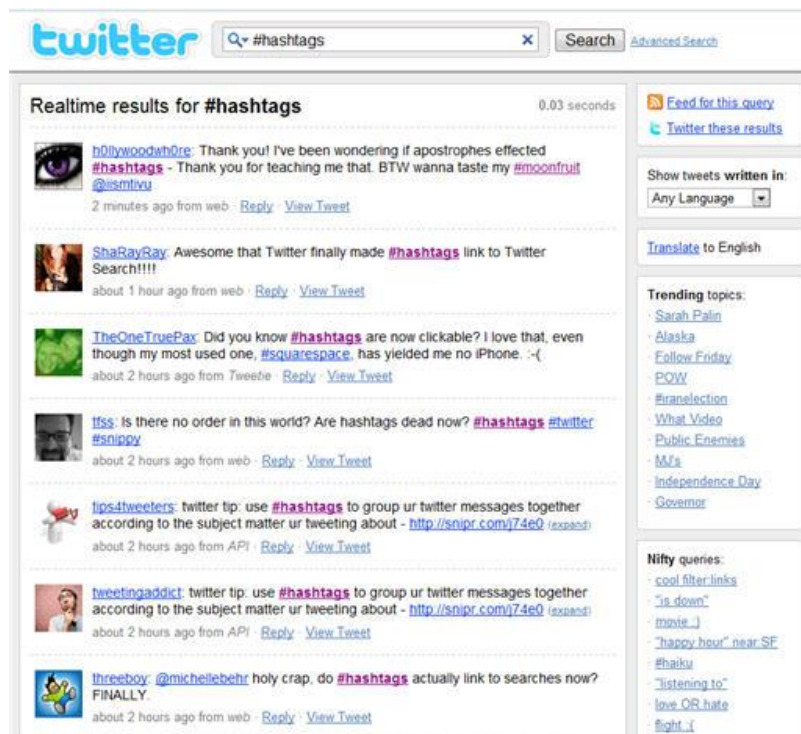 twitter
#hashtags
Search
Advanced Search
Realtime results for #hashtags
0.03 seconds
h0llywoodwh0re: Thank you! I've been wondering if apostrophes effected
#hashtags - Thank you for teaching me that. BTW wanna taste my #moonfruit
@iismtivu
2 minutes ago from web · Reply · View Tweet
ShaRayRay: Awesome that Twitter finally made #hashtags link to Twitter
Search!!!!
about 1 hour ago from web · Reply · View Tweet
TheOneTruePax: Did you know #hashtags are now clickable? I love that, even
though my most used one, #squarespace, has yielded me no iPhone. :-(
about 2 hours ago from Tweetie · Reply · View Tweet
tfss: Is there no order in this world? Are hashtags dead now? #hashtags #twitter
#snippy
about 2 hours ago from web · Reply · View Tweet
tips4tweeters: twitter tip: use #hashtags to group ur twitter messages together
according to the subject matter ur tweeting about - http://snipr.com/j74e0 (expand)
about 2 hours ago from API · Reply · View Tweet
tweetingaddict: twitter tip: use #hashtags to group ur twitter messages together
according to the subject matter ur tweeting about - http://snipr.com/j74e0 (expand)
about 2 hours ago from API · Reply · View Tweet
threeboy: @michellebehr holy crap, do #hashtags actually link to searches now?
FINALLY.
about 2 hours ago from web · Reply · View Tweet
Feed for this query
Twitter these results
Show tweets written in:
Any Language
Translate to English
Trending topics:
· Sarah Palin
· Alaska
· Follow Friday
· POW
· #iranelection
· What Video
· Public Enemies
· MJ's
· Independence Day
· Governor
Nifty queries:
· cool filter:links
· "is down"
· movie :)
· "happy hour" near:SF
· #haiku
· "listening to"
· love OR hate
· flight :(